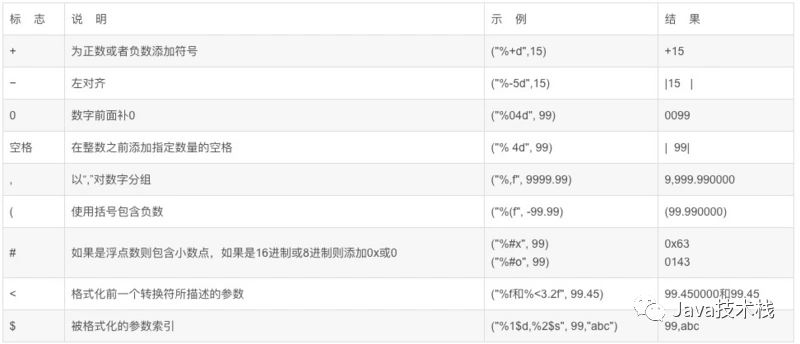 标 志 说 明 示 例 结 果
+ 为正数或者负数添加符号 ("%+d",15) +15
− 左对齐 ("%-5d",15) |15   |
0 数字前面补0 ("%04d", 99) 0099
空格 在整数之前添加指定数量的空格 ("% 4d", 99) |  99|
, 以“,”对数字分组 ("%,f", 9999.99) 9,999.990000
( 使用括号包含负数 ("%(f", -99.99) (99.990000)
# 如果是浮点数则包含小数点，如果是16进制或8进制则添加0x或0 ("%#x", 99) 0x63
("%#o", 99) 0143
< 格式化前一个转换符所描述的参数 ("%f和%<3.2f", 99.45) 99.450000和99.45
$ 被格式化的参数索引 ("%1$d,%2$s", 99,"abc") 99,abc
Java技术栈